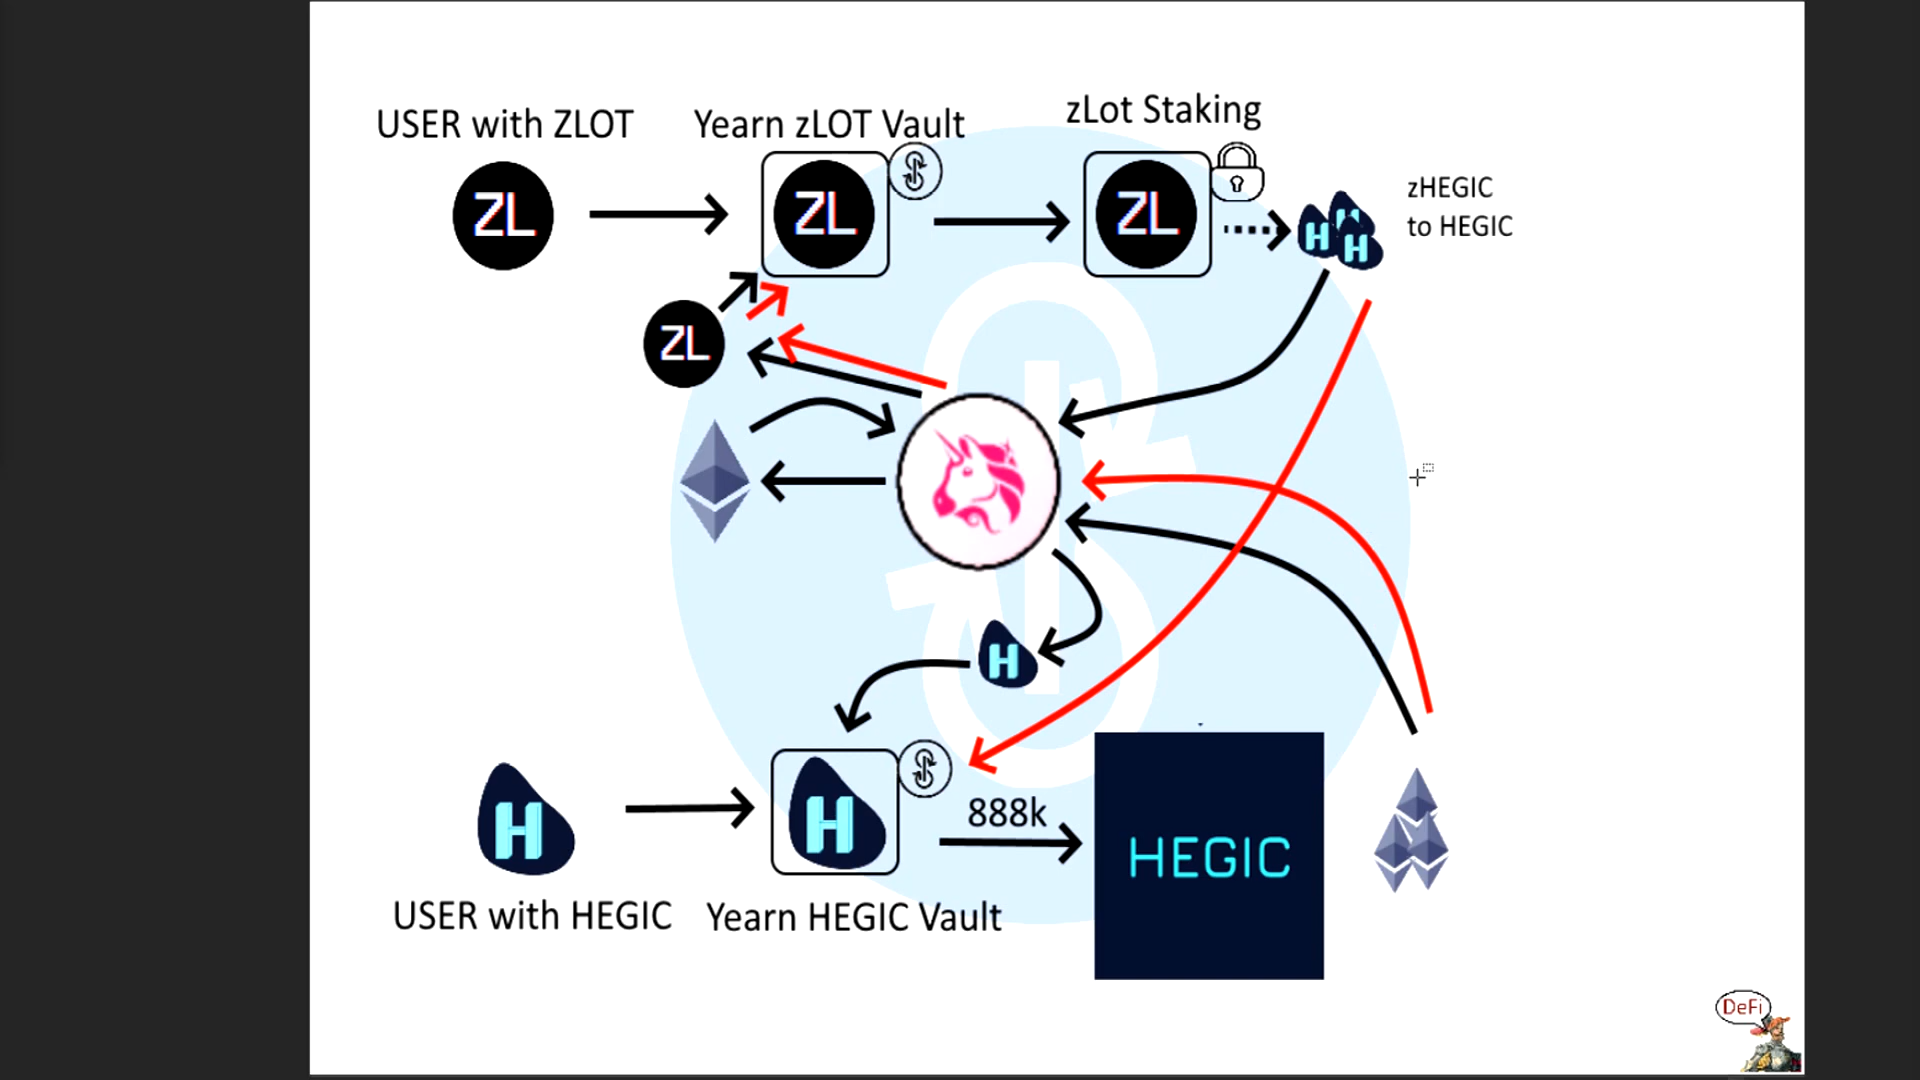 USER with ZLOT
Yearn zLOT Vault
zLot Staking
ZL
ZL
ZL
H
H
H
zHEGIC
to HEGIC
ZL
H
H
H
888k
HEGIC
USER with HEGIC
Yearn HEGIC Vault
DeFi